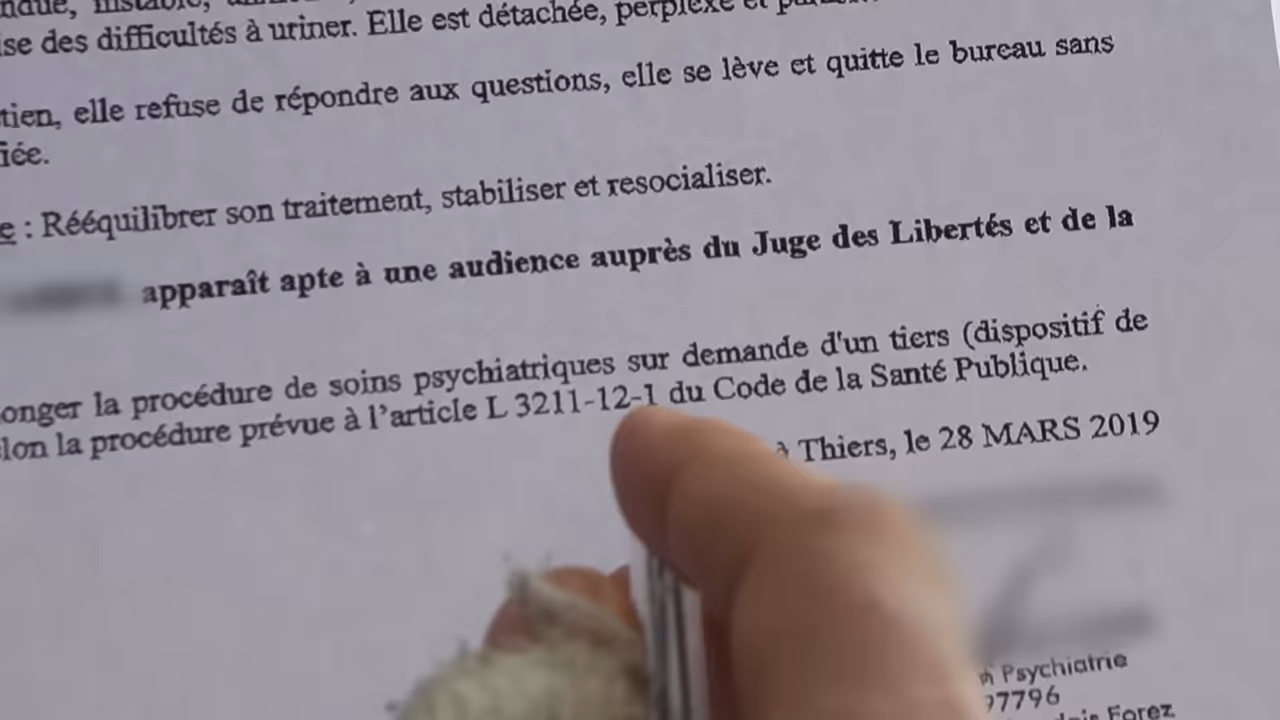 instable,
ise des difficultés à uriner. Elle est détachée, perplexe et
tien, elle refuse de répondre aux questions, elle se lève et quitte le bureau sans
iée.
e : Rééquilibrer son traitement, stabiliser et resocialiser.
apparaît apte à une audience auprès du Juge des Libertés et de la
onger la procédure de soins psychiatriques sur demande d'un tiers (dispositif de
lon la procédure prévue à l'article L 3211-12-1 du Code de la Santé Publique.
à Thiers, le 28 MARS 2019
Psychiatrie
97796
Forez